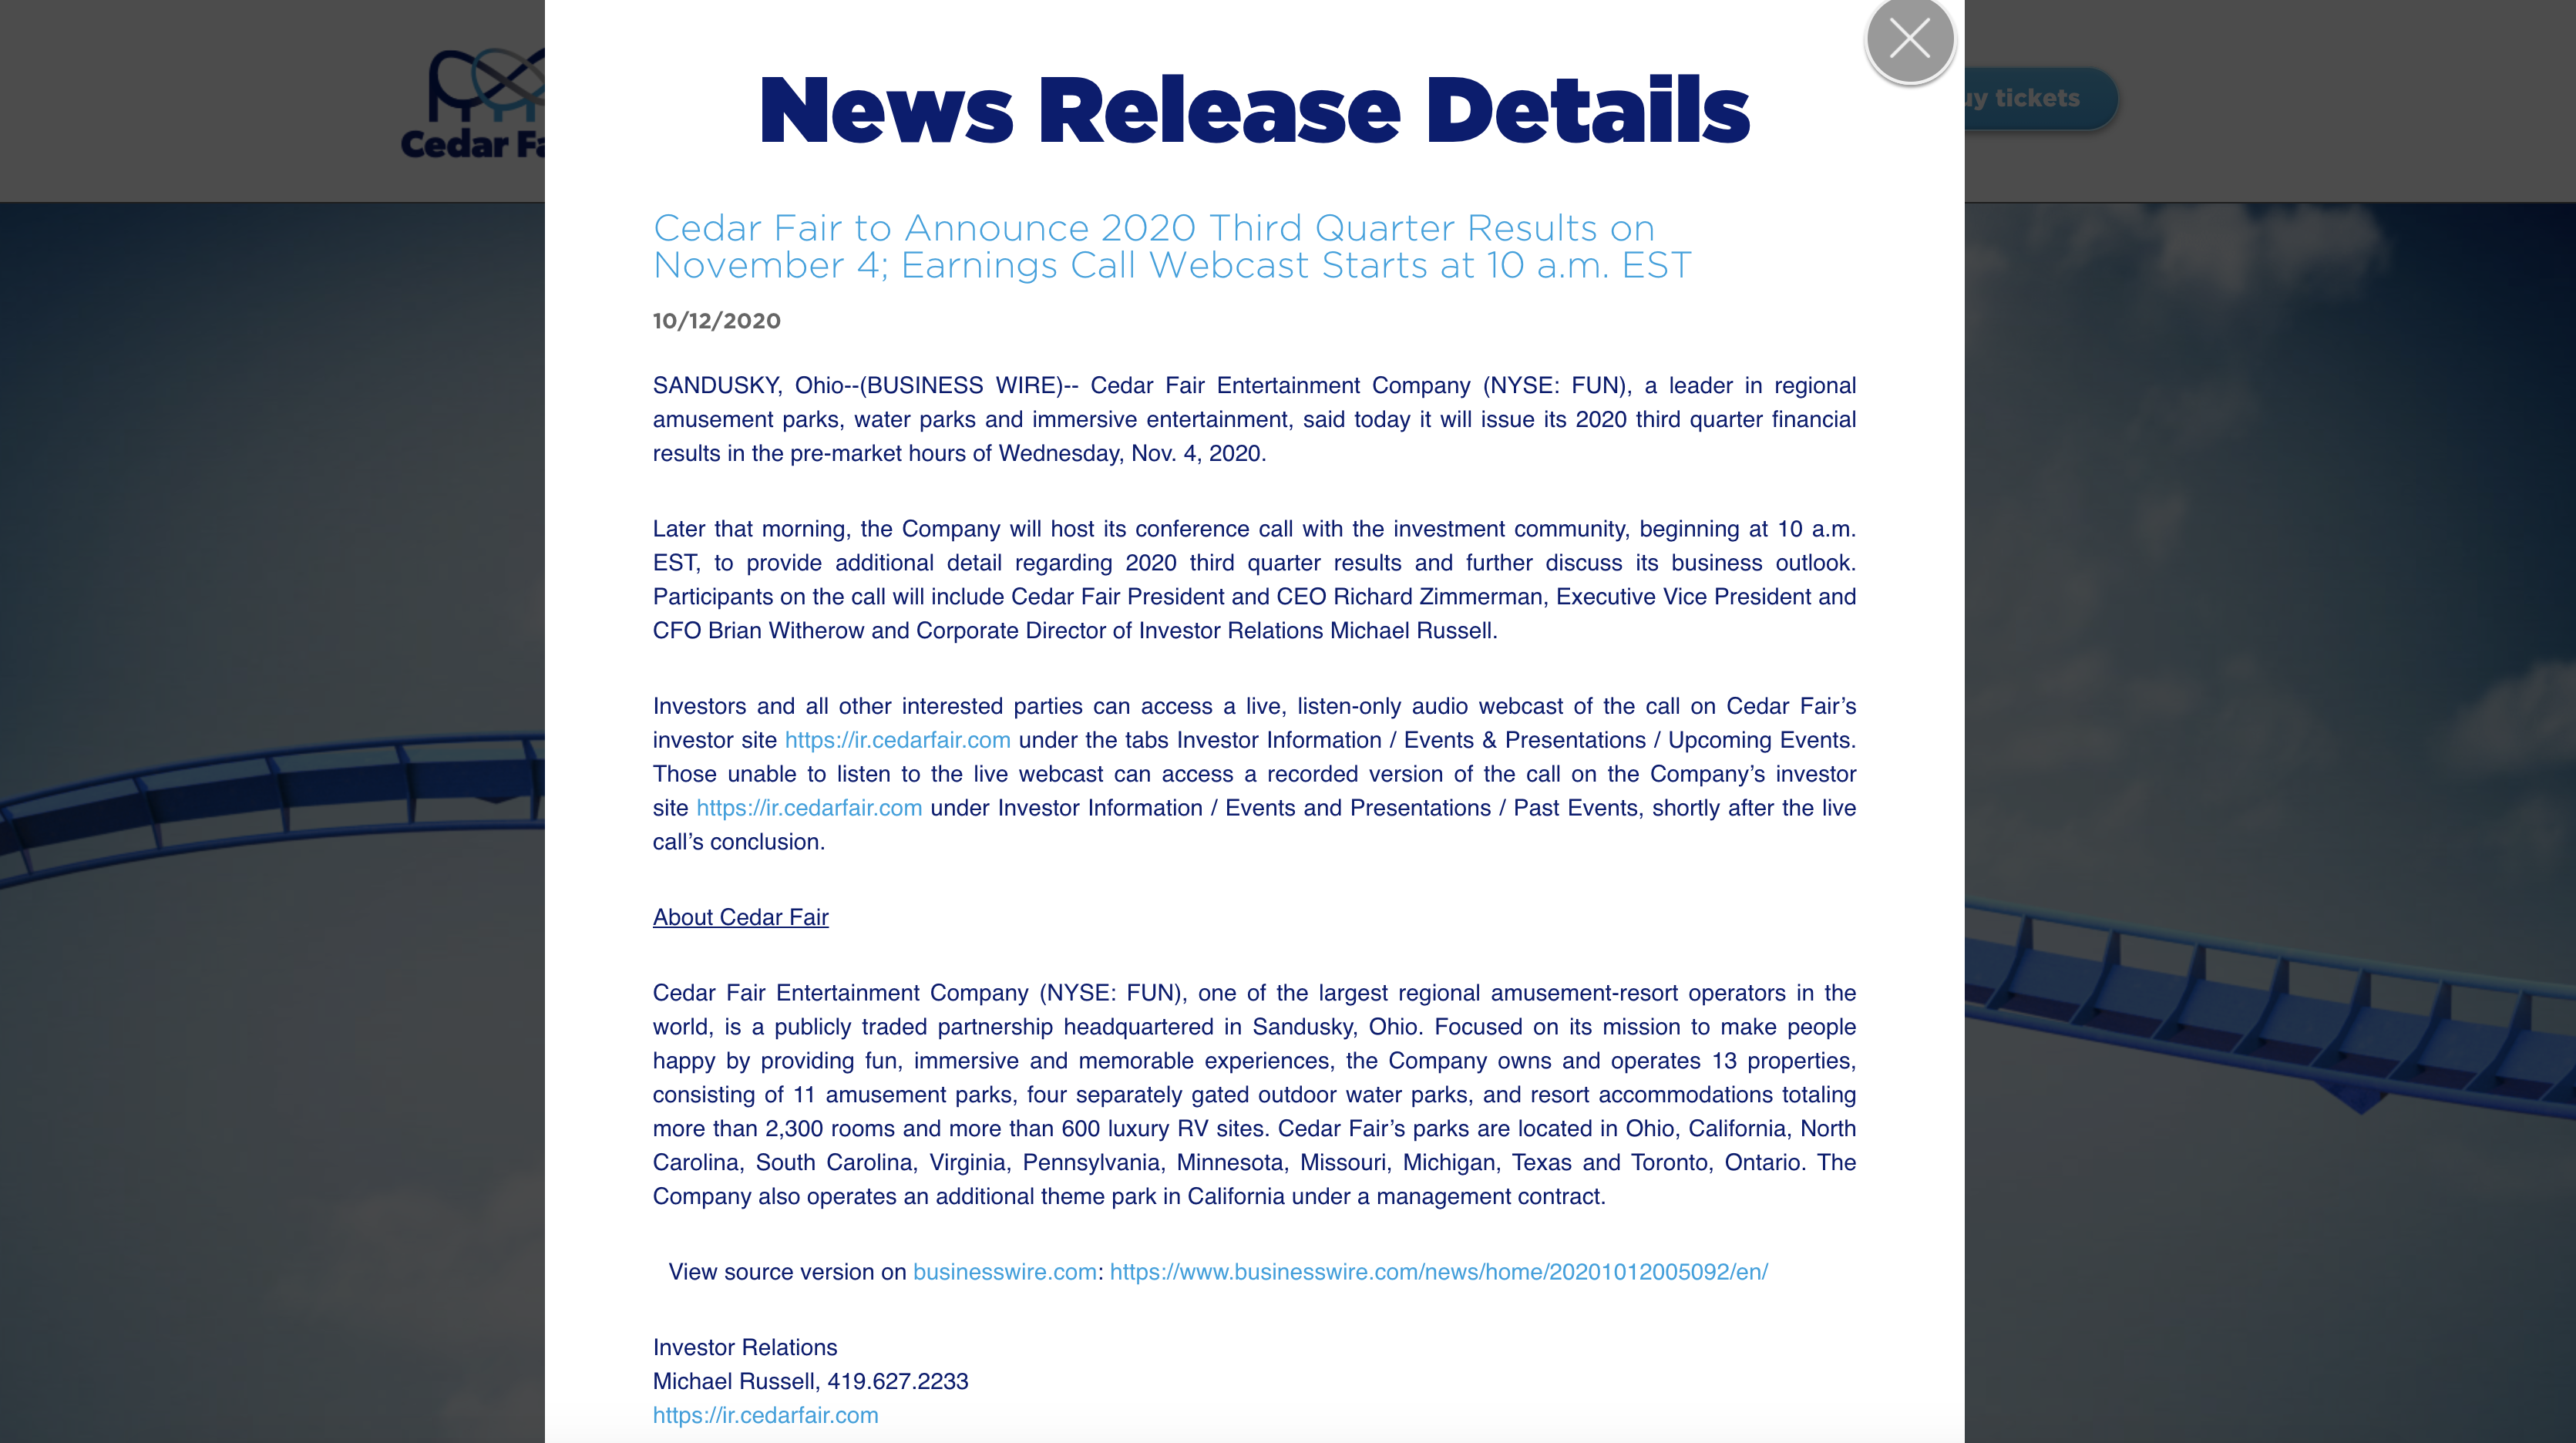 Cedar Fa
uy tickets
News Release Details
Cedar Fair to Announce 2020 Third Quarter Results on
November 4; Earnings Call Webcast Starts at 10 a.m. EST
10/12/2020
SANDUSKY, Ohio--(BUSINESS WIRE)-- Cedar Fair Entertainment Company (NYSE: FUN), a leader in regional
amusement parks, water parks and immersive entertainment, said today it will issue its 2020 third quarter financial
results in the pre-market hours of Wednesday, Nov. 4, 2020.
Later that morning, the Company will host its conference call with the investment community, beginning at 10 a.m.
EST, to provide additional detail regarding 2020 third quarter results and further discuss its business outlook.
Participants on the call will include Cedar Fair President and CEO Richard Zimmerman, Executive Vice President and
CFO Brian Witherow and Corporate Director of Investor Relations Michael Russell.
Investors and all other interested parties can access a live, listen-only audio webcast of the call on Cedar Fair’s
investor site https://ir.cedarfair.com under the tabs Investor Information / Events & Presentations / Upcoming Events.
Those unable to listen to the live webcast can access a recorded version of the call on the Company’s investor
site https://ir.cedarfair.com under Investor Information / Events and Presentations / Past Events, shortly after the live
call’s conclusion.
About Cedar Fair
Cedar Fair Entertainment Company (NYSE: FUN), one of the largest regional amusement-resort operators in the
world, is a publicly traded partnership headquartered in Sandusky, Ohio. Focused on its mission to make people
happy by providing fun, immersive and memorable experiences, the Company owns and operates 13 properties,
consisting of 11 amusement parks, four separately gated outdoor water parks, and resort accommodations totaling
more than 2,300 rooms and more than 600 luxury RV sites. Cedar Fair’s parks are located in Ohio, California, North
Carolina, South Carolina, Virginia, Pennsylvania, Minnesota, Missouri, Michigan, Texas and Toronto, Ontario. The
Company also operates an additional theme park in California under a management contract.
View source version on businesswire.com: https://www.businesswire.com/news/home/20201012005092/en/
Investor Relations
Michael Russell, 419.627.2233
https://ir.cedarfair.com